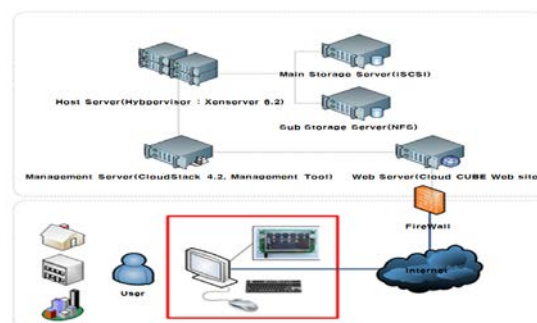 Main Storage Server(iSCSI)
Host Server(Hybpervisor : Xenserver 6.2)
Sub Storage Server(NFS)
Management Server(CloudStack 4.2, Management Tool)
Web Server(Cloud CUBE Web site)
FireWall
Internet
User